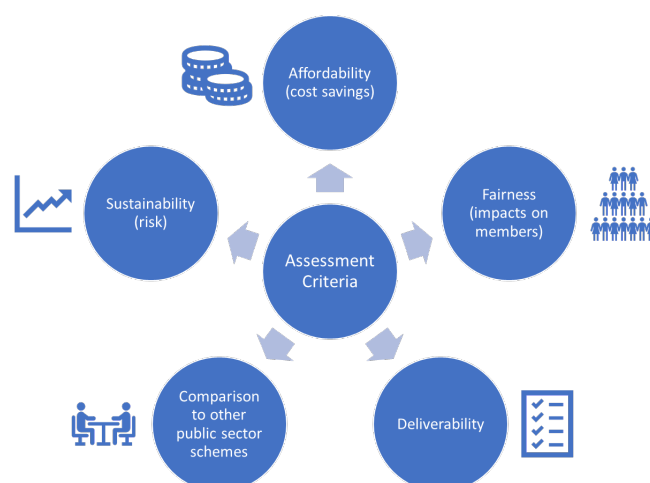 Affordability
(cost savings)
Sustainability
(risk)
Fairness
(impacts on
members)
Assessment
Criteria
Comparison
to other
public sector
schemes
Deliverability